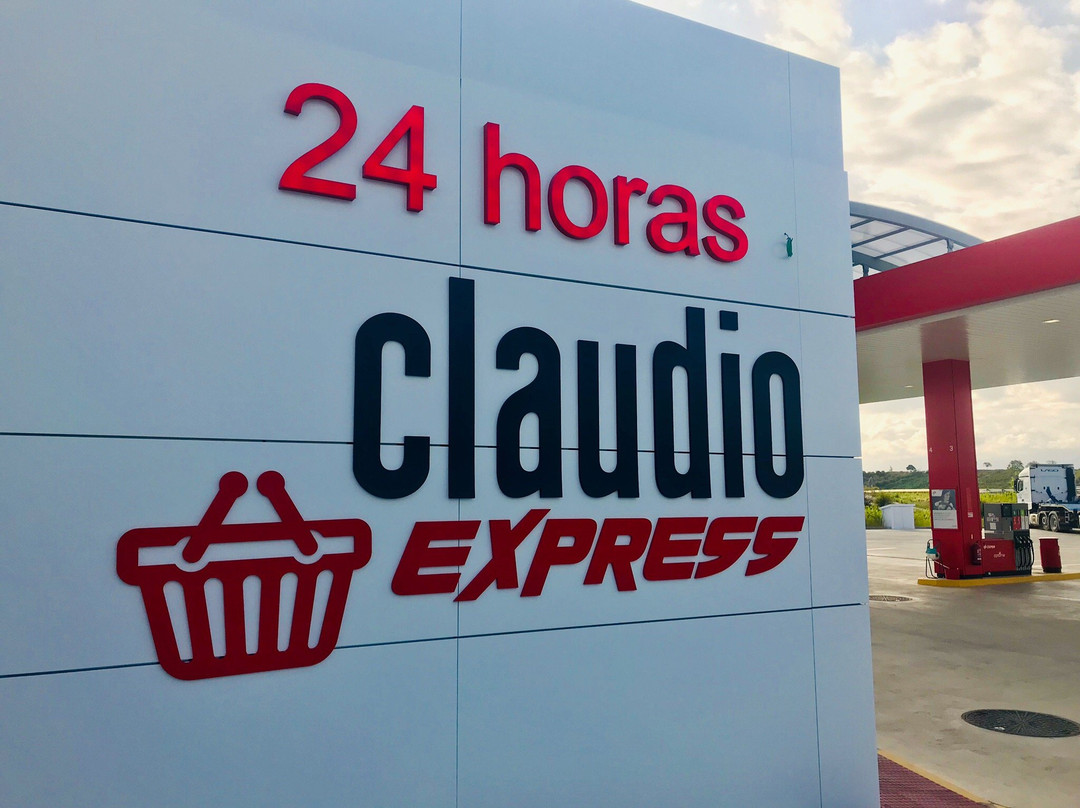 24 horas
claudio
EXPRESS